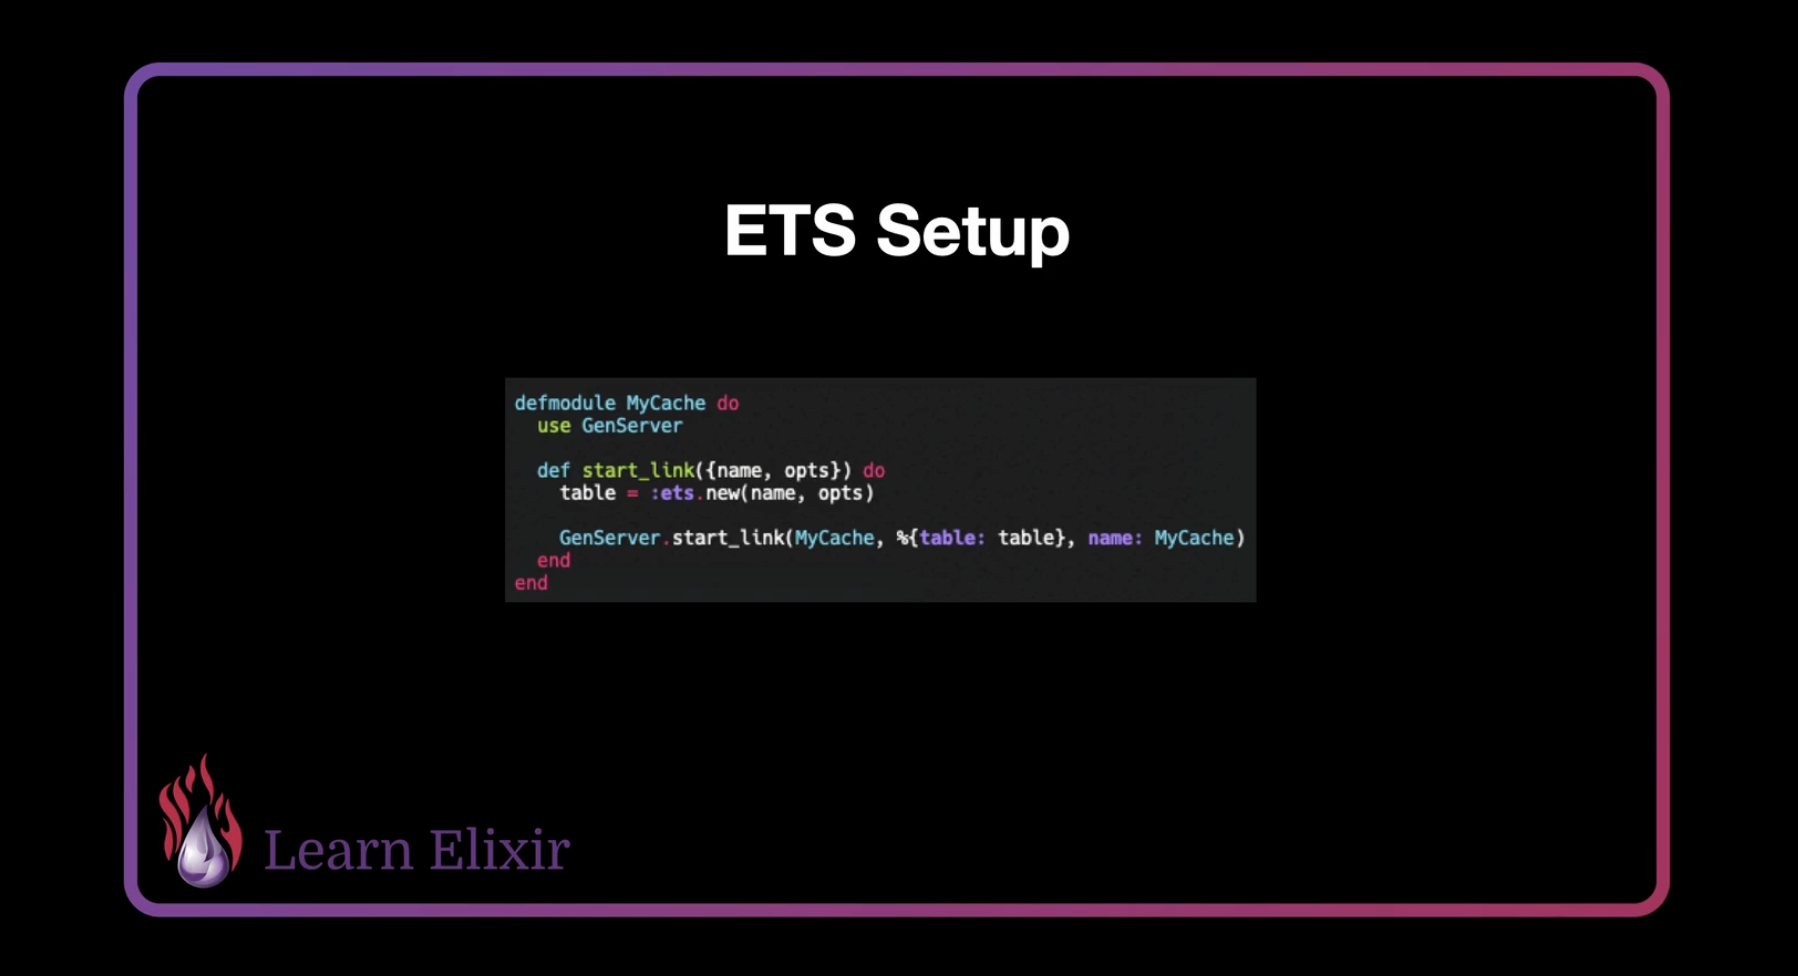 ETS Setup
defmodule MyCache do
  use GenServer

  def start_link({name, opts}) do
    table = :ets.new(name, opts)

    GenServer.start_link(MyCache, %{table: table}, name: MyCache)
  end
end
Learn Elixir